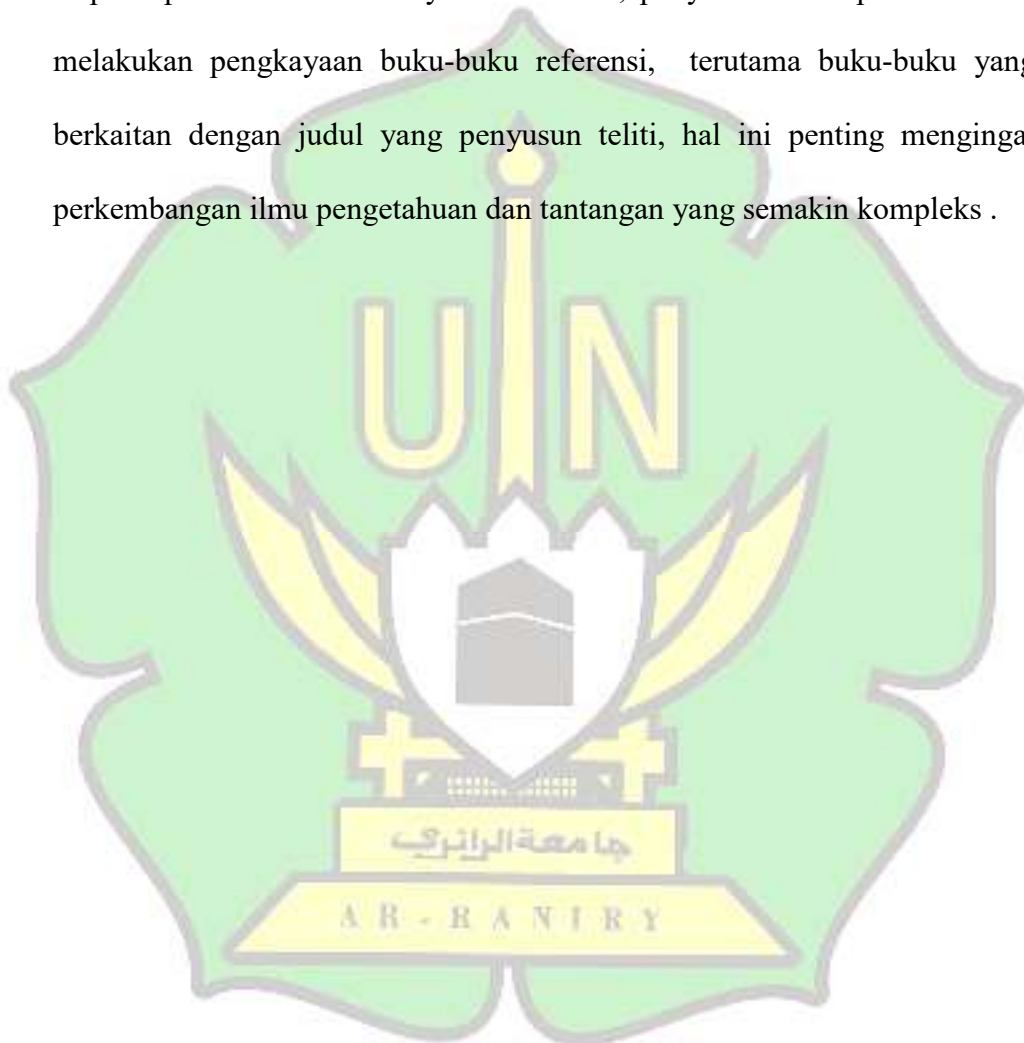 melakukan pengkayaan buku-buku referensi, terutama buku-buku yang
berkaitan dengan judul yang penyusun teliti, hal ini penting mengingat
perkembangan ilmu pengetahuan dan tantangan yang semakin kompleks .
UIN
جامعة الرانري
AR-RANIRY